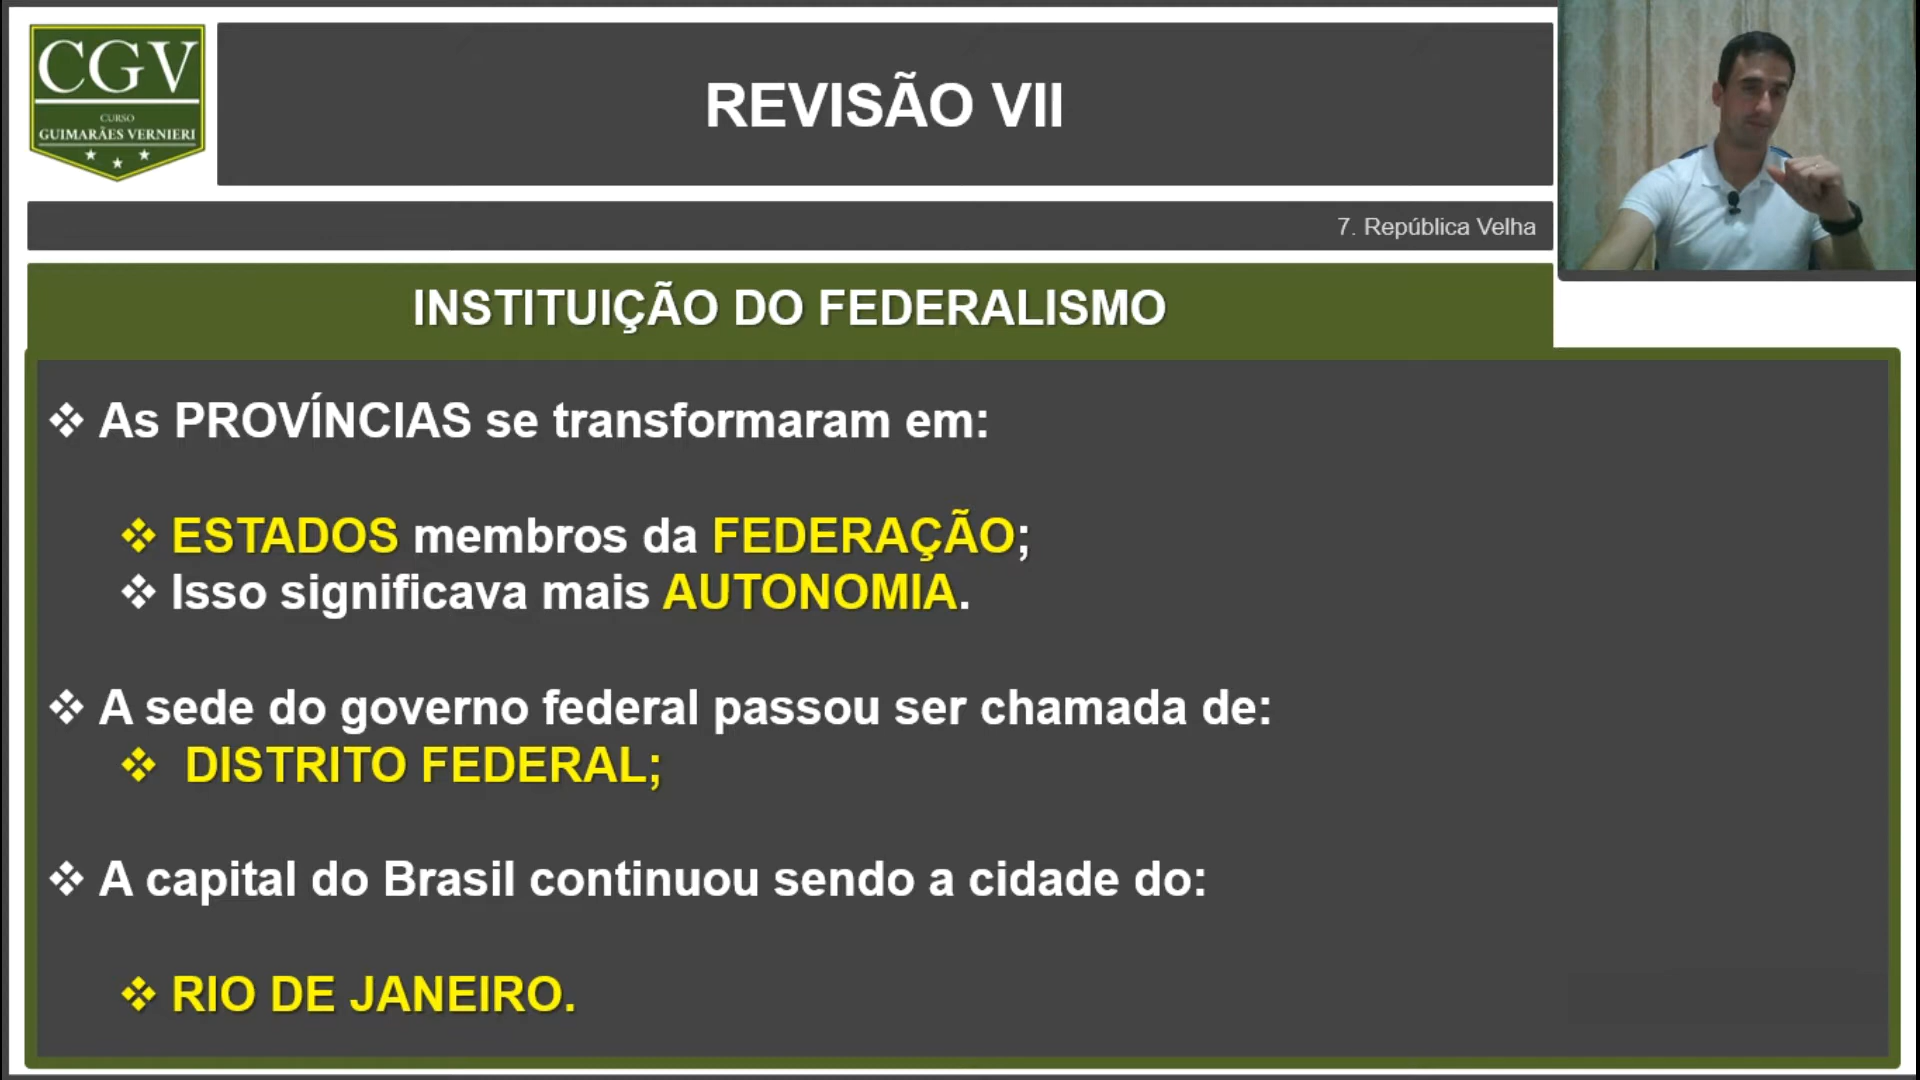 CGV
CURSO
GUIMARÃES VERNIERI
REVISÃO VII
7. República Velha
INSTITUIÇÃO DO FEDERALISMO
As PROVÍNCIAS se transformaram em:
ESTADOS membros da FEDERAÇÃO;
Isso significava mais AUTONOMIA.
A sede do governo federal passou ser chamada de:
DISTRITO FEDERAL;
A capital do Brasil continuou sendo a cidade do:
RIO DE JANEIRO.